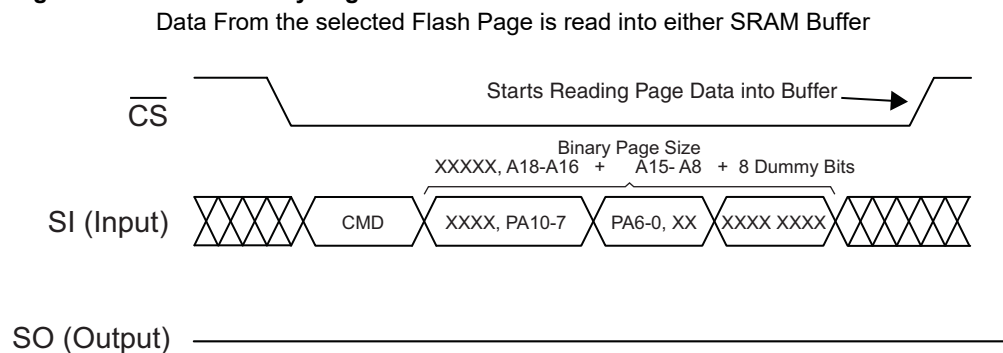 Data From the selected Flash Page is read into either SRAM Buffer
CS
Starts Reading Page Data into Buffer
Binary Page Size
XXXXX, A18-A16 + A15- A8 + 8 Dummy Bits
SI (Input)
CMD
XXXX, PA10-7
PA6-0, XX
XXXX XXXX
SO (Output)